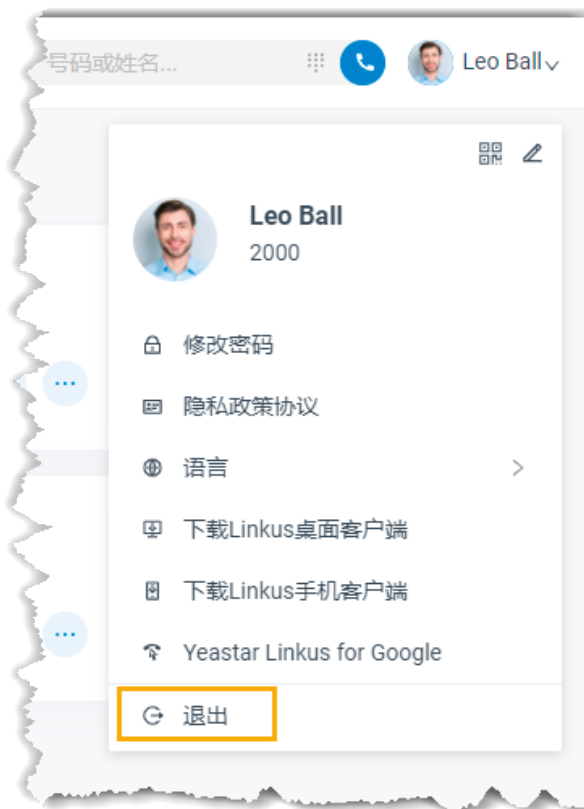 号码或姓名...
Leo Ball
Leo Ball
2000
修改密码
隐私政策协议
语言
下载Linkus桌面客户端
下载Linkus手机客户端
Yeastar Linkus for Google
退出